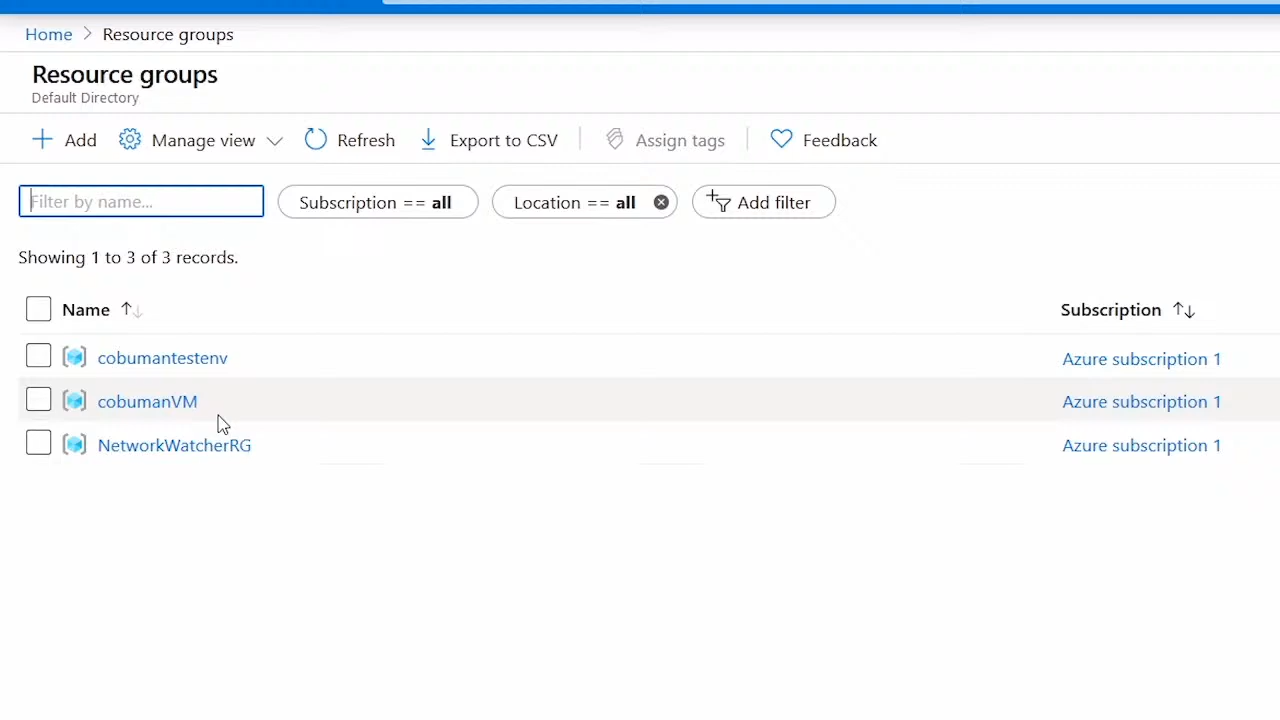 Home > Resource groups
Resource groups
Default Directory
Add Manage view Refresh Export to CSV Assign tags Feedback
Filter by name... Subscription == all Location == all Add filter
Showing 1 to 3 of 3 records.
Name Subscription
cobumantestenv Azure subscription 1
cobumanVM Azure subscription 1
NetworkWatcherRG Azure subscription 1